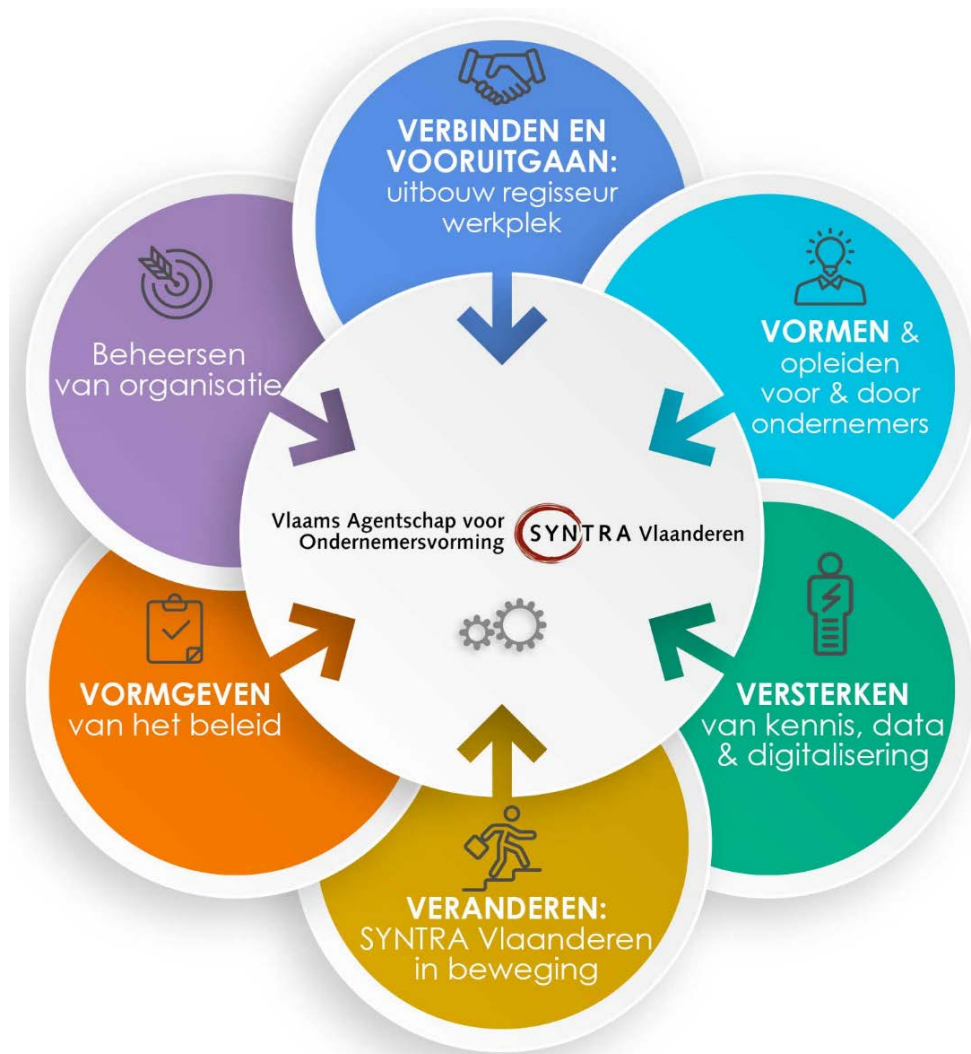 VERBINDEN EN
VOORUITGAAN:
uitbouw regisseur
werkplek
VORMEN &
opleiden
voor & door
ondernemers
VERSTERKEN
van kennis, data
& digitalisering
VERANDEREN:
SYNTRA Vlaanderen
in beweging
VORMGEVEN
van het beleid
Beheersen
van organisatie
Vlaams Agentschap voor
Ondernemersvorming
SYNTRA Vlaanderen